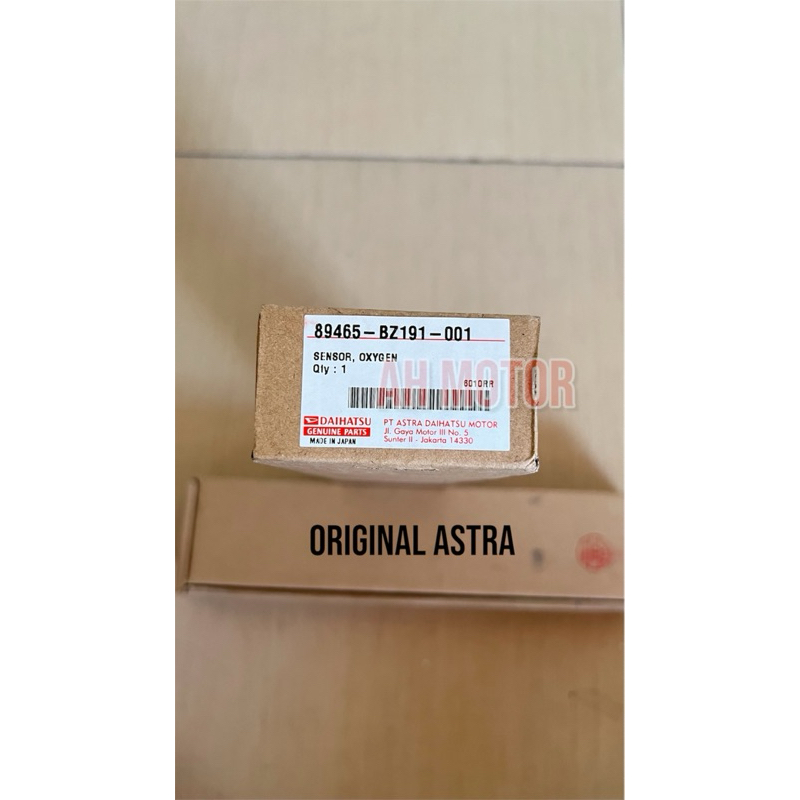 89465-BZ191-001
SENSOR, OXYGEN
Qty : 1
AH MOTOR
6010RR
DAIHATSU
GENUINE PARTS
MADE IN JAPAN
PT ASTRA DAIHATSU MOTOR
Jl. Gaya Motor III No. 5
Sunter II - Jakarta 14330
ORIGINAL ASTRA